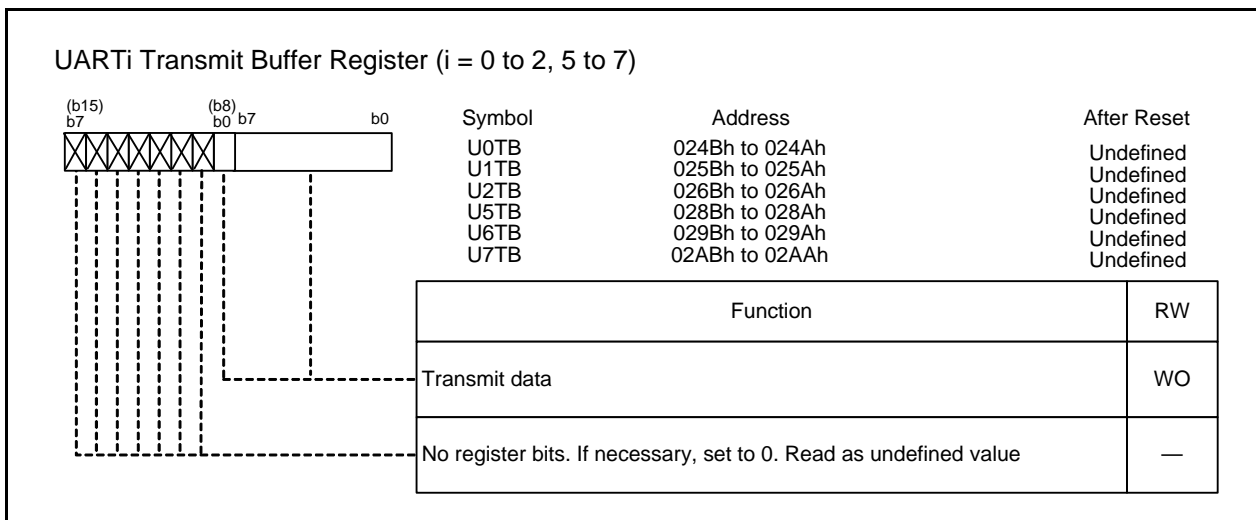 UARTi Transmit Buffer Register (i = 0 to 2, 5 to 7)
(b15) (b8)
b7 b0 b7 b0
Symbol Address After Reset
U0TB 024Bh to 024Ah Undefined
U1TB 025Bh to 025Ah Undefined
U2TB 026Bh to 026Ah Undefined
U5TB 028Bh to 028Ah Undefined
U6TB 029Bh to 029Ah Undefined
U7TB 02ABh to 02AAh Undefined
Function RW
Transmit data WO
No register bits. If necessary, set to 0. Read as undefined value —